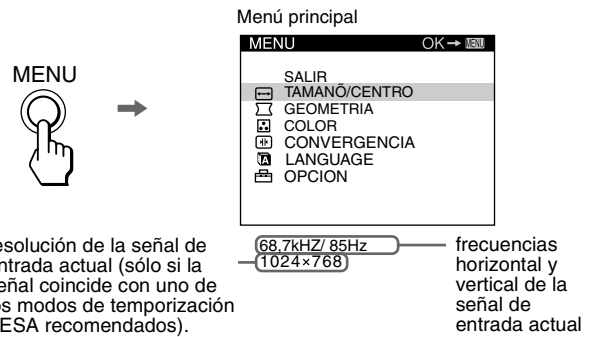 Menú principal
MENU
MENU OK→ MENU
SALIR
TAMANÕ/CENTRO
GEOMETRIA
COLOR
CONVERGENCIA
LANGUAGE
OPCION
68,7kHZ/ 85Hz
1024×768
esolución de la señal de
ntrada actual (sólo si la
eñal coincide con uno de
os modos de temporización
ESA recomendados).
frecuencias
horizontal y
vertical de la
señal de
entrada actual